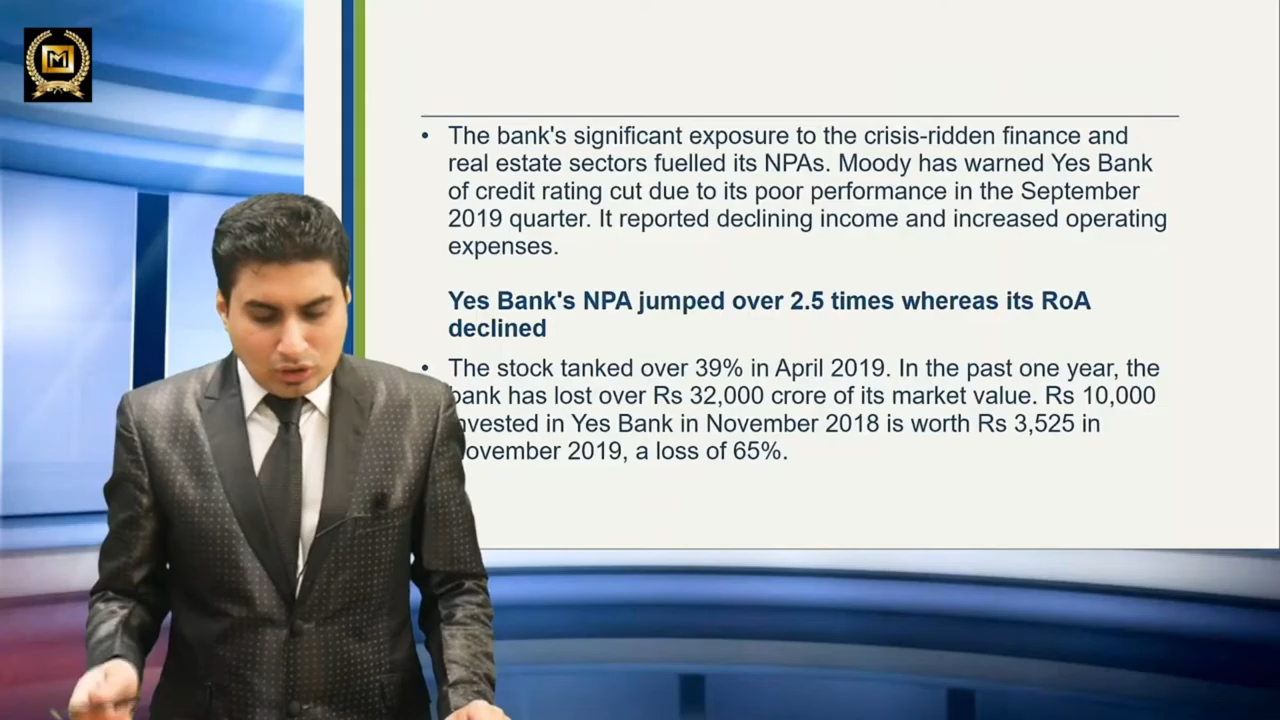 M
The bank's significant exposure to the crisis-ridden finance and
real estate sectors fuelled its NPAs. Moody has warned Yes Bank
of credit rating cut due to its poor performance in the September
2019 quarter. It reported declining income and increased operating
expenses.
Yes Bank's NPA jumped over 2.5 times whereas its RoA
declined
The stock tanked over 39% in April 2019. In the past one year, the
bank has lost over Rs 32,000 crore of its market value. Rs 10,000
nvested in Yes Bank in November 2018 is worth Rs 3,525 in
ovember 2019, a loss of 65%.